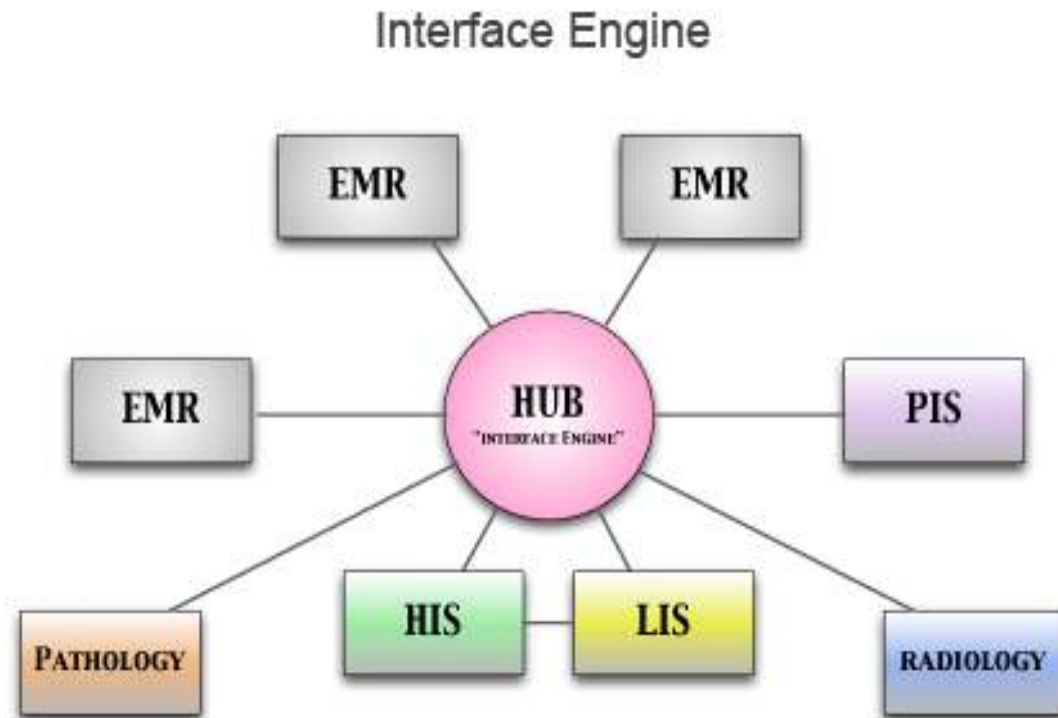 Interface Engine
EMR
EMR
EMR
HUB
"INTERFACE ENGINE"
PIS
HIS
LIS
PATHOLOGY
RADIOLOGY